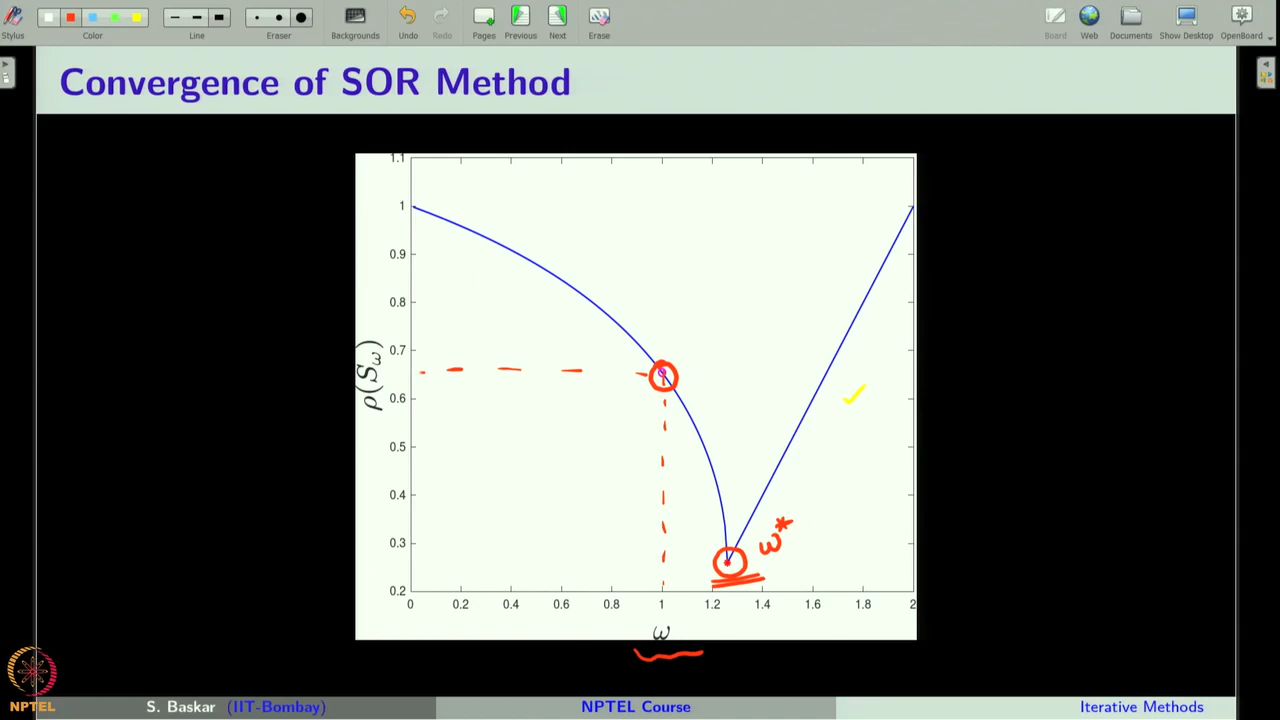 Stylus Color Line Eraser Backgrounds Undo Redo Pages Previous Next Erase Board Web Documents Show Desktop OpenBoard
Convergence of SOR Method
1.1
1
0.9
0.8
0.7
0.6
0.5
0.4
0.3
0.2
ρ(Sω)
ω*
0 0.2 0.4 0.6 0.8 1 1.2 1.4 1.6 1.8 2
ω
NPTEL
S. Baskar (IIT-Bombay) NPTEL Course Iterative Methods